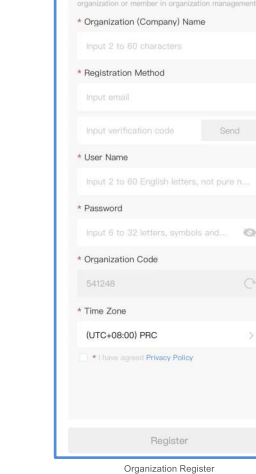 organization or member in organization management
* Organization (Company) Name
Input 2 to 60 characters
* Registration Method
Input email
Input verification code Send
* User Name
Input 2 to 60 English letters, not pure n...
* Password
Input 6 to 32 letters, symbols and...
* Organization Code
541248
* Time Zone
(UTC+08:00) PRC
* I have agreed Privacy Policy
Register
Organization Register